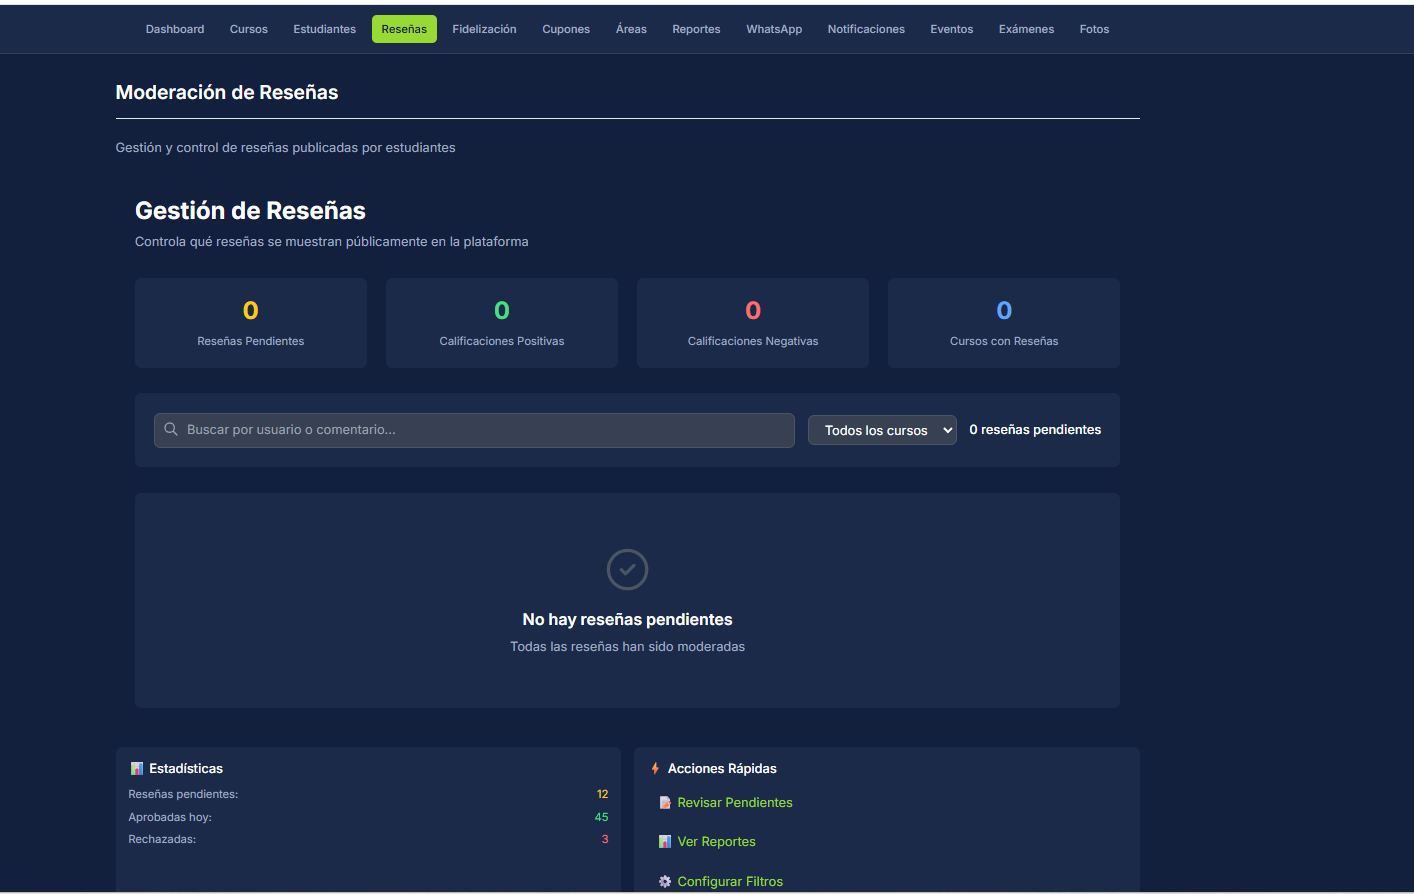 Dashboard Cursos Estudiantes Reseñas Fidelización Cupones Áreas Reportes WhatsApp Notificaciones Eventos Exámenes Fotos
Moderación de Reseñas
Gestión y control de reseñas publicadas por estudiantes
Gestión de Reseñas
Controla qué reseñas se muestran públicamente en la plataforma
0 0 0 0
Reseñas Pendientes Calificaciones Positivas Calificaciones Negativas Cursos con Reseñas
Buscar por usuario o comentario... Todos los cursos 0 reseñas pendientes
No hay reseñas pendientes
Todas las reseñas han sido moderadas
Estadísticas
Reseñas pendientes: 12
Aprobadas hoy: 45
Rechazadas: 3
Acciones Rápidas
Revisar Pendientes
Ver Reportes
Configurar Filtros